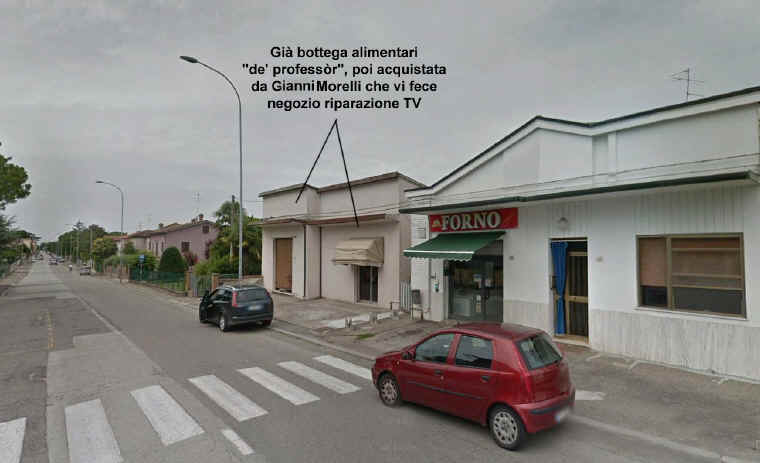 Già bottega alimentari
"de' professòr", poi acquistata
da Gianni Morelli che vi fece
negozio riparazione TV
FORNO